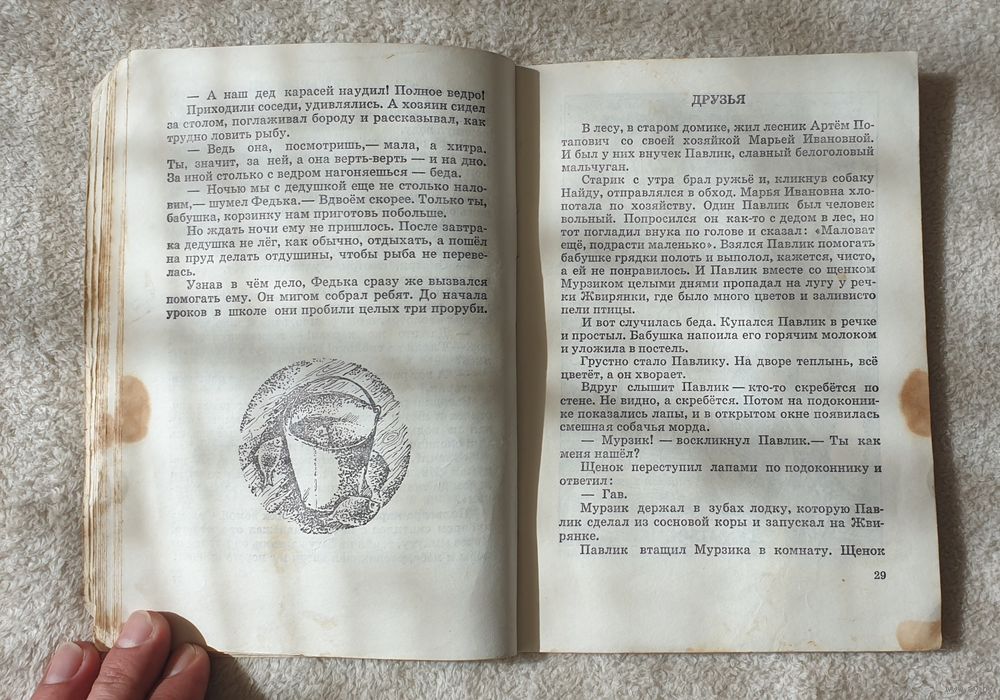 — А наш дед карасей наудил! Полное ведро!
Приходили соседи, удивлялись. А хозяин сидел
за столом, поглаживал бороду и рассказывал, как
трудно ловить рыбу.
— Ведь она, посмотришь,— мала, а хитра.
Ты, значит, за ней, а она верть-верть — и на дно.
За иной столько с ведром нагоняешься — беда.
— Ночью мы с дедушкой еще не столько нало-
вим,— шумел Федька.— Вдвоём скорее. Только ты,
бабушка, корзинку нам приготовь побольше.
Но ждать ночи ему не пришлось. После завтра-
ка дедушка не лёг, как обычно, отдыхать, а пошёл
на пруд делать отдушины, чтобы рыба не переве-
лась.
Узнав в чём дело, Федька сразу же вызвался
помогать ему. Он мигом собрал ребят. До начала
уроков в школе они пробили целых три проруби.
ДРУЗЬЯ
В лесу, в старом домике, жил лесник Артём По-
тапович со своей хозяйкой Марьей Ивановной.
И был у них внучек Павлик, славный белоголовый
мальчуган.
Старик с утра брал ружьё и, кликнув собаку
Найду, отправлялся в обход. Марья Ивановна хло-
потала по хозяйству. Один Павлик был человек
вольный. Попросился он как-то с дедом в лес, но
тот погладил внука по голове и сказал: «Маловат
ещё, подрасти маленько». Взялся Павлик помогать
бабушке грядки полоть и выполол, кажется, чисто,
а ей не понравилось. И Павлик вместе со щенком
Мурзиком целыми днями пропадал на лугу у реч-
ки Жвирянки, где было много цветов и заливисто
пели птицы.
И вот случилась беда. Купался Павлик в речке
и простыл. Бабушка напоила его горячим молоком
и уложила в постель.
Грустно стало Павлику. На дворе теплынь, всё
цветёт, а он хворает.
Вдруг слышит Павлик — кто-то скребётся по
стене. Не видно, а скребётся. Потом на подоконни-
ке показались лапы, и в открытом окне появилась
смешная собачья морда.
— Мурзик! — воскликнул Павлик.— Ты как
меня нашёл?
Щенок переступил лапами по подоконнику и
ответил:
— Гав.
Мурзик держал в зубах лодку, которую Пав-
лик сделал из сосновой коры и запускал на Жви-
рянке.
Павлик втащил Мурзика в комнату. Щенок
29